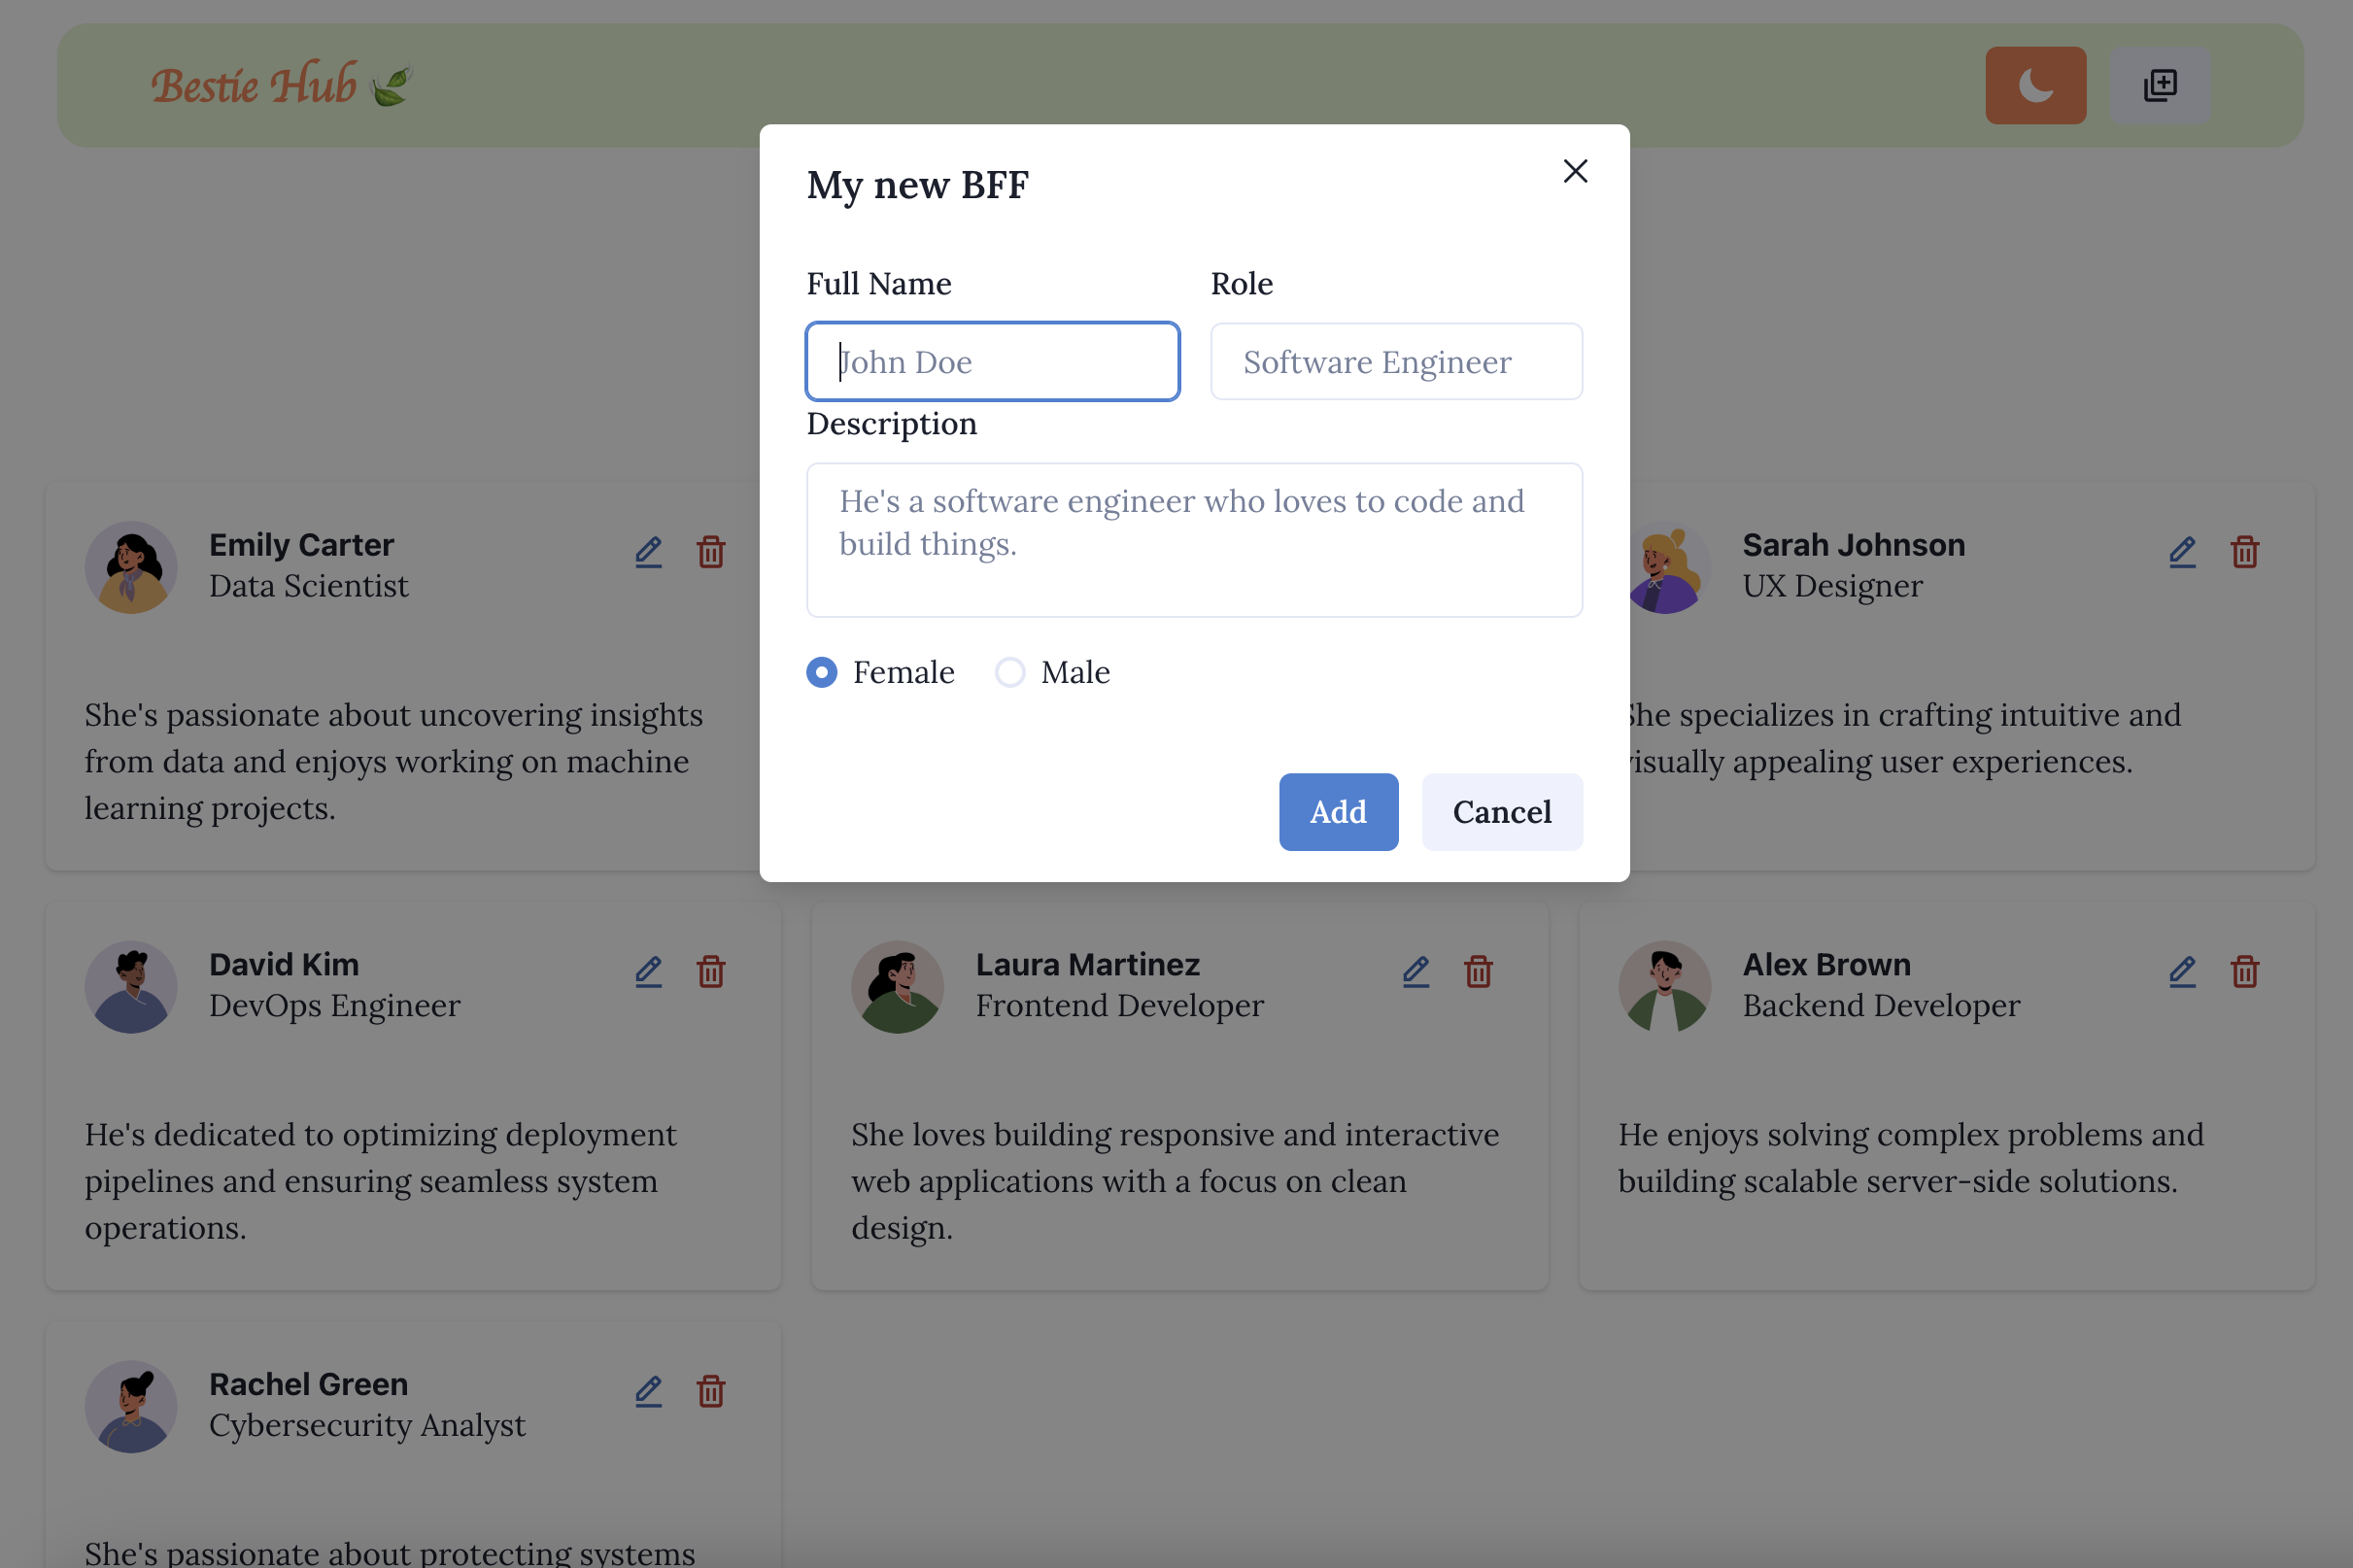 Bestie Hub
My new BFF
Full Name
Role
John Doe
Software Engineer
Description
He's a software engineer who loves to code and
build things.
Female
Male
Add
Cancel
Emily Carter
Data Scientist
She's passionate about uncovering insights
from data and enjoys working on machine
learning projects.
Sarah Johnson
UX Designer
She specializes in crafting intuitive and
visually appealing user experiences.
David Kim
DevOps Engineer
He's dedicated to optimizing deployment
pipelines and ensuring seamless system
operations.
Laura Martinez
Frontend Developer
She loves building responsive and interactive
web applications with a focus on clean
design.
Alex Brown
Backend Developer
He enjoys solving complex problems and
building scalable server-side solutions.
Rachel Green
Cybersecurity Analyst
She's passionate about protecting systems